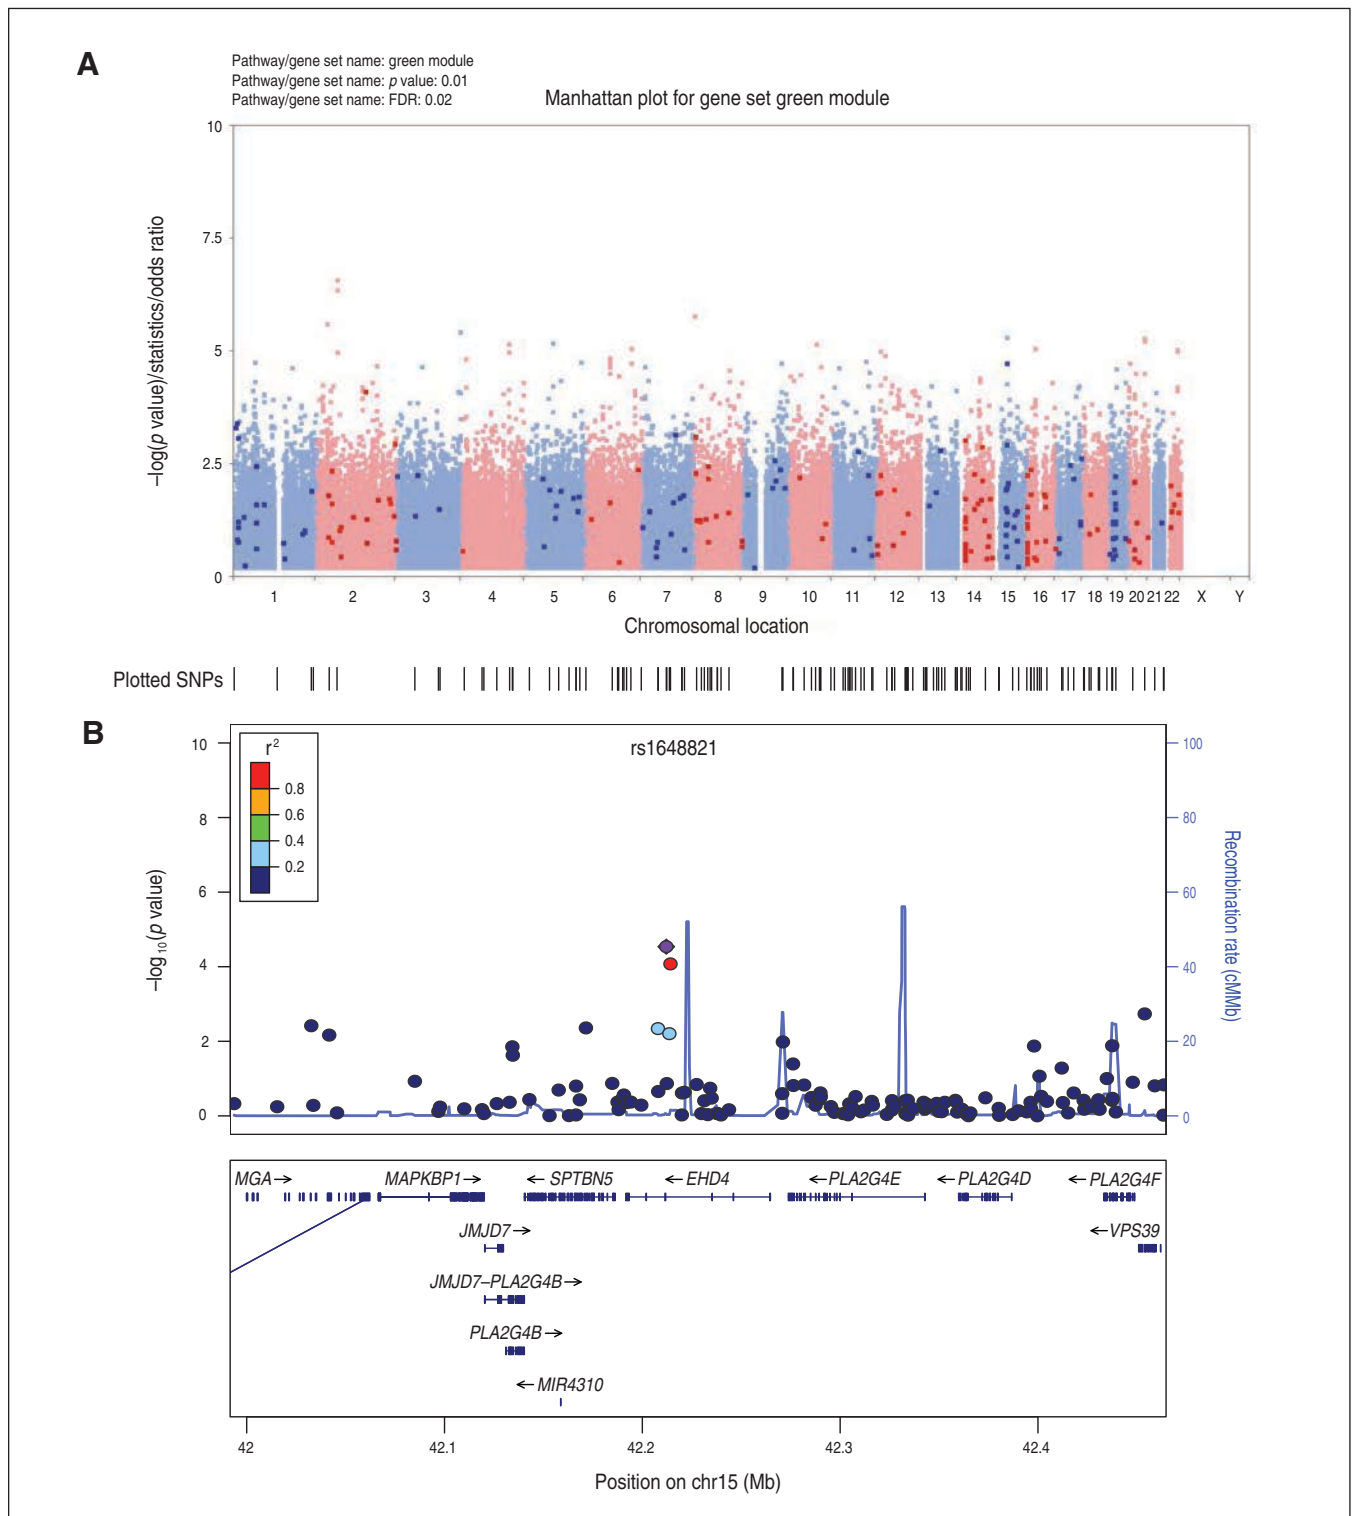 A
Pathway/gene set name: green module
Pathway/gene set name: p value: 0.01
Pathway/gene set name: FDR: 0.02
Manhattan plot for gene set green module
–log(p value)/statistics/odds ratio
10
7.5
5
2.5
0
1 2 3 4 5 6 7 8 9 10 11 12 13 14 15 16 17 18 19 20 21 22 X Y
Chromosomal location
Plotted SNPs
B
rs1648821
r2
0.8
0.6
0.4
0.2
–log10(p value)
10
8
6
4
2
0
100
80
60
40
20
0
Recombination rate (cMMb)
MGA→ MAPKBP1→ ←SPTBN5 ←EHD4 ←PLA2G4E ←PLA2G4D ←PLA2G4F
JMJD7→ ←VPS39
JMJD7–PLA2G4B→
PLA2G4B→
←MIR4310
42 42.1 42.2 42.3 42.4
Position on chr15 (Mb)